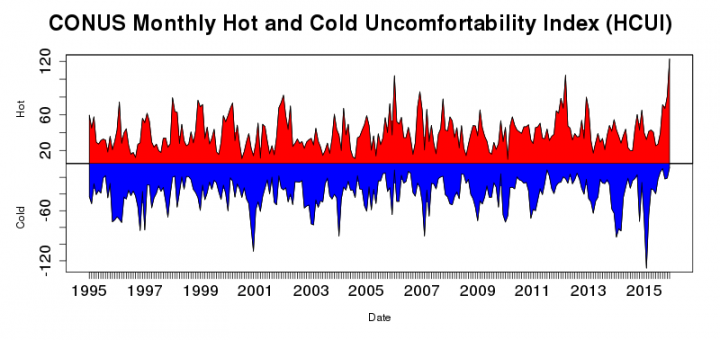 CONUS Monthly Hot and Cold Uncomfortability Index (HCUI)
120
60
20
Hot
-60
-120
Cold
1995 1997 1999 2001 2003 2005 2007 2009 2011 2013 2015
Date